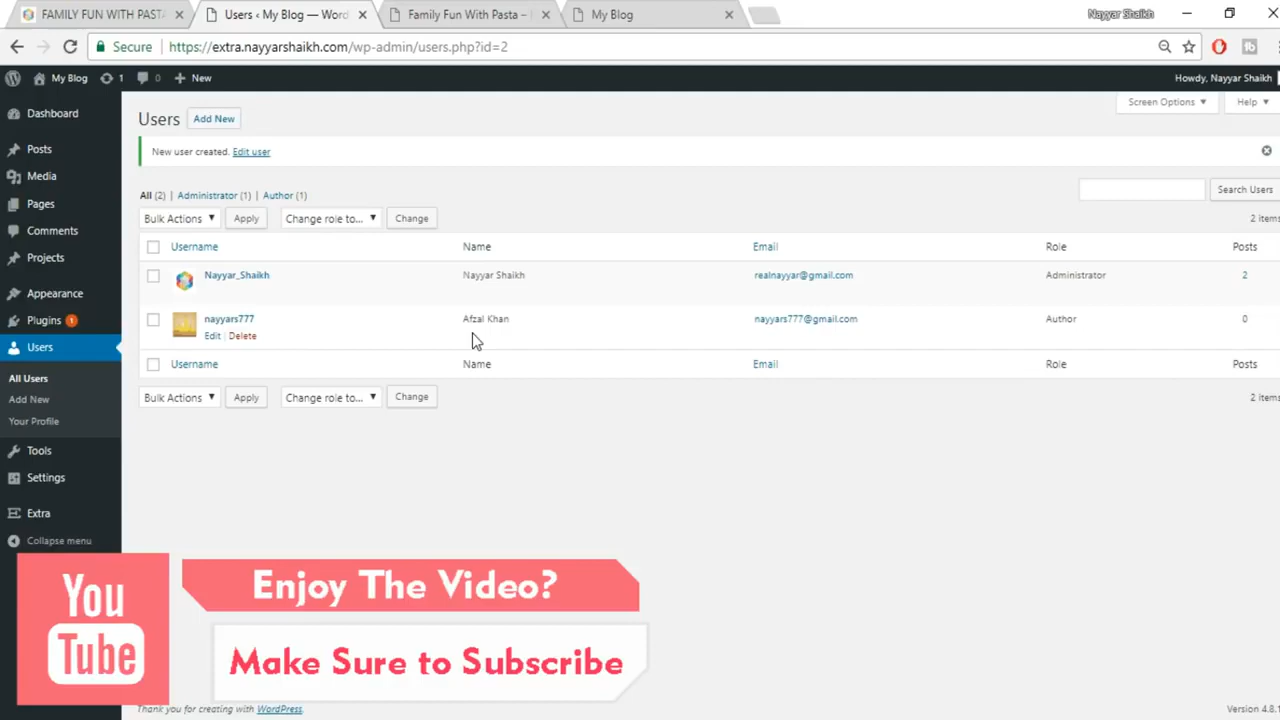 FAMILY FUN WITH PASTA
Users ‹ My Blog — Word
Family Fun With Pasta –
My Blog
Nayyar Shaikh
Secure https://extra.nayyarshaikh.com/wp-admin/users.php?id=2
My Blog 1 0 New
Howdy, Nayyar Shaikh
Dashboard
Posts
Media
Pages
Comments
Projects
Appearance
Plugins 1
Users
All Users
Add New
Your Profile
Tools
Settings
Extra
Collapse menu
Screen Options Help
Users Add New
New user created. Edit user
All (2) | Administrator (1) | Author (1)
Search Users
Bulk Actions Apply Change role to... Change
2 items
Username Name Email Role Posts
Nayyar_Shaikh Nayyar Shaikh realnayyar@gmail.com Administrator 2
nayyars777 Afzal Khan nayyars777@gmail.com Author 0
Edit | Delete
Username Name Email Role Posts
Bulk Actions Apply Change role to... Change
2 items
You
Tube
Enjoy The Video?
Make Sure to Subscribe
Thank you for creating with WordPress.
Version 4.8.1